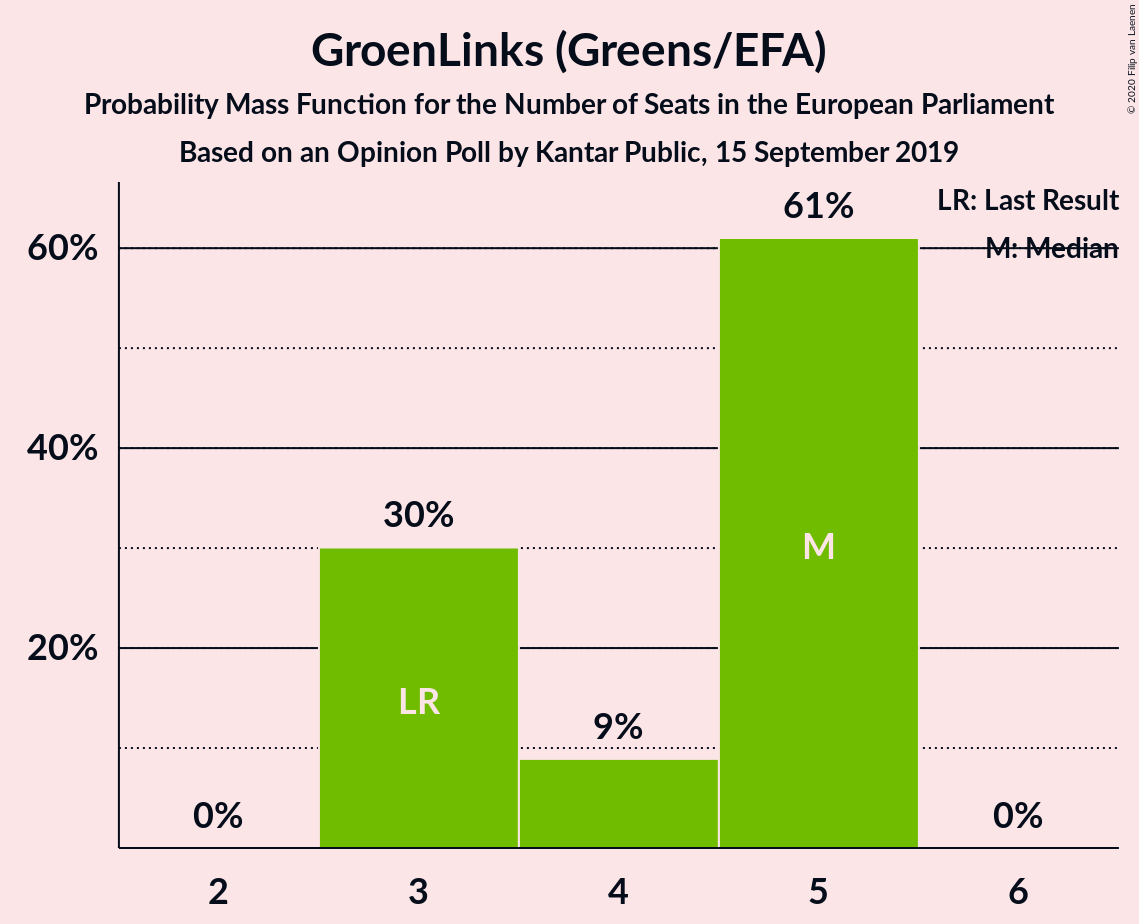 GroenLinks (Greens/EFA)
Probability Mass Function for the Number of Seats in the European Parliament
Based on an Opinion Poll by Kantar Public, 15 September 2019
© 2020 Filip van Laenen
LR: Last Result
M: Median
60%
40%
20%
0%
30%
9%
61%
0%
LR
M
2
3
4
5
6